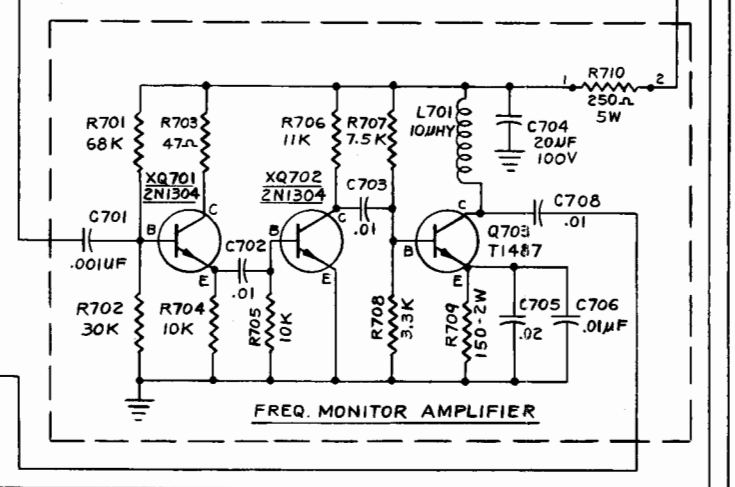 R710
1 2
250Ω
5W
R701
68K
R703
47Ω
R706
11K
R707
7.5K
L701
10µHY
C704
20µF
100V
XQ701
2N1304
XQ702
2N1304
C703
.01
C701
.001UF
B
C
E
C702
.01
B
C
E
B
C
E
Q703
T1487
C708
.01
R702
30K
R704
10K
R705
10K
R708
3.3K
R709
150-2W
C705
.02
C706
.01µF
FREQ. MONITOR AMPLIFIER